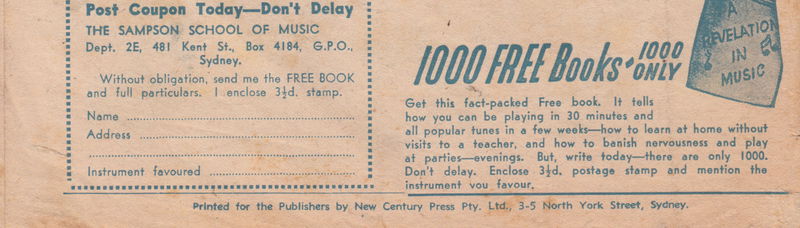 Post Coupon Today—Don't Delay
THE SAMPSON SCHOOL OF MUSIC
Dept. 2E, 481 Kent St., Box 4184, G.P.O.,
Sydney.
Without obligation, send me the FREE BOOK
and full particulars. I enclose 3½d. stamp.
Name
Address
Instrument favoured
1000 FREE Books • 1000
ONLY
A
REVELATION
IN
MUSIC
Get this fact-packed Free book. It tells
how you can be playing in 30 minutes and
all popular tunes in a few weeks—how to learn at home without
visits to a teacher, and how to banish nervousness and play
at parties—evenings. But, write today—there are only 1000.
Don't delay. Enclose 3½d. postage stamp and mention the
instrument you favour.
Printed for the Publishers by New Century Press Pty. Ltd., 3-5 North York Street, Sydney.